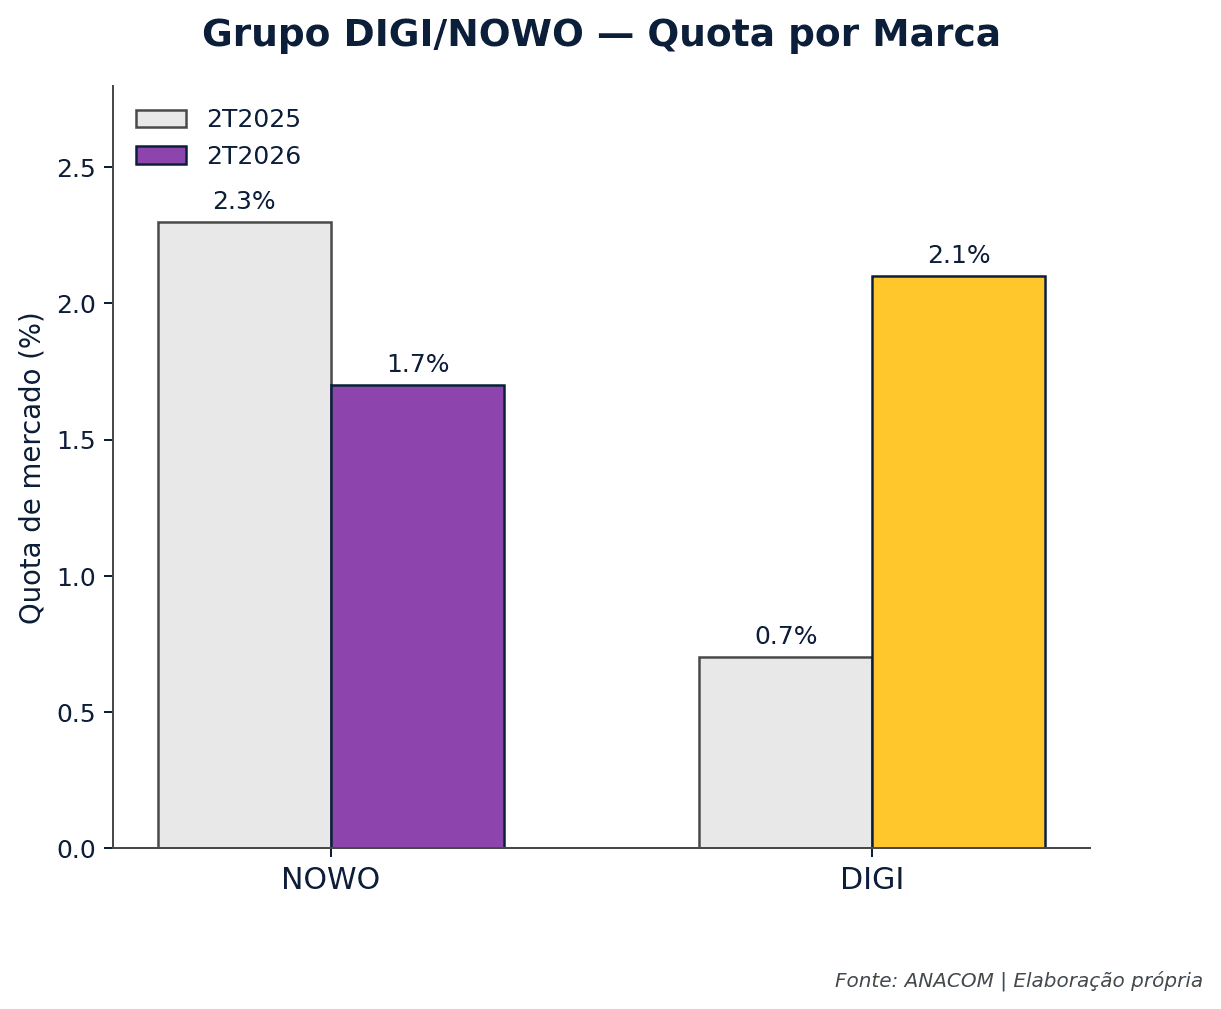 Grupo DIGI/NOWO — Quota por Marca
2T2025
2T2026
2.5
2.0
1.5
1.0
0.5
0.0
Quota de mercado (%)
2.3%
1.7%
0.7%
2.1%
NOWO
DIGI
Fonte: ANACOM | Elaboração própria